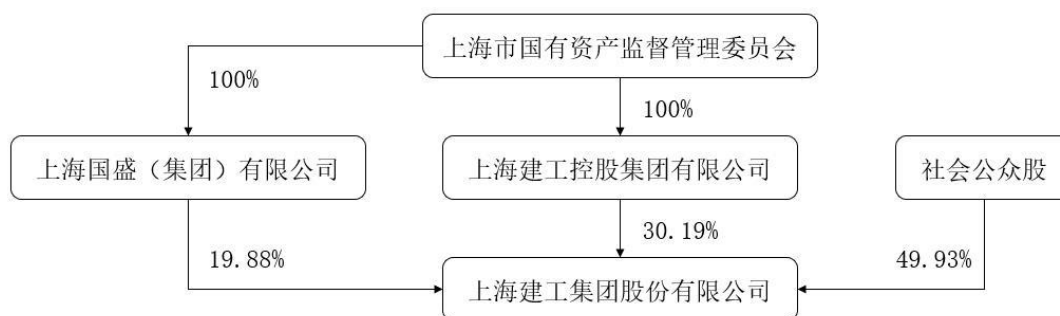 上海市国有资产监督管理委员会
100%
100%
上海国盛（集团）有限公司
上海建工控股集团有限公司
社会公众股
19.88%
30.19%
49.93%
上海建工集团股份有限公司